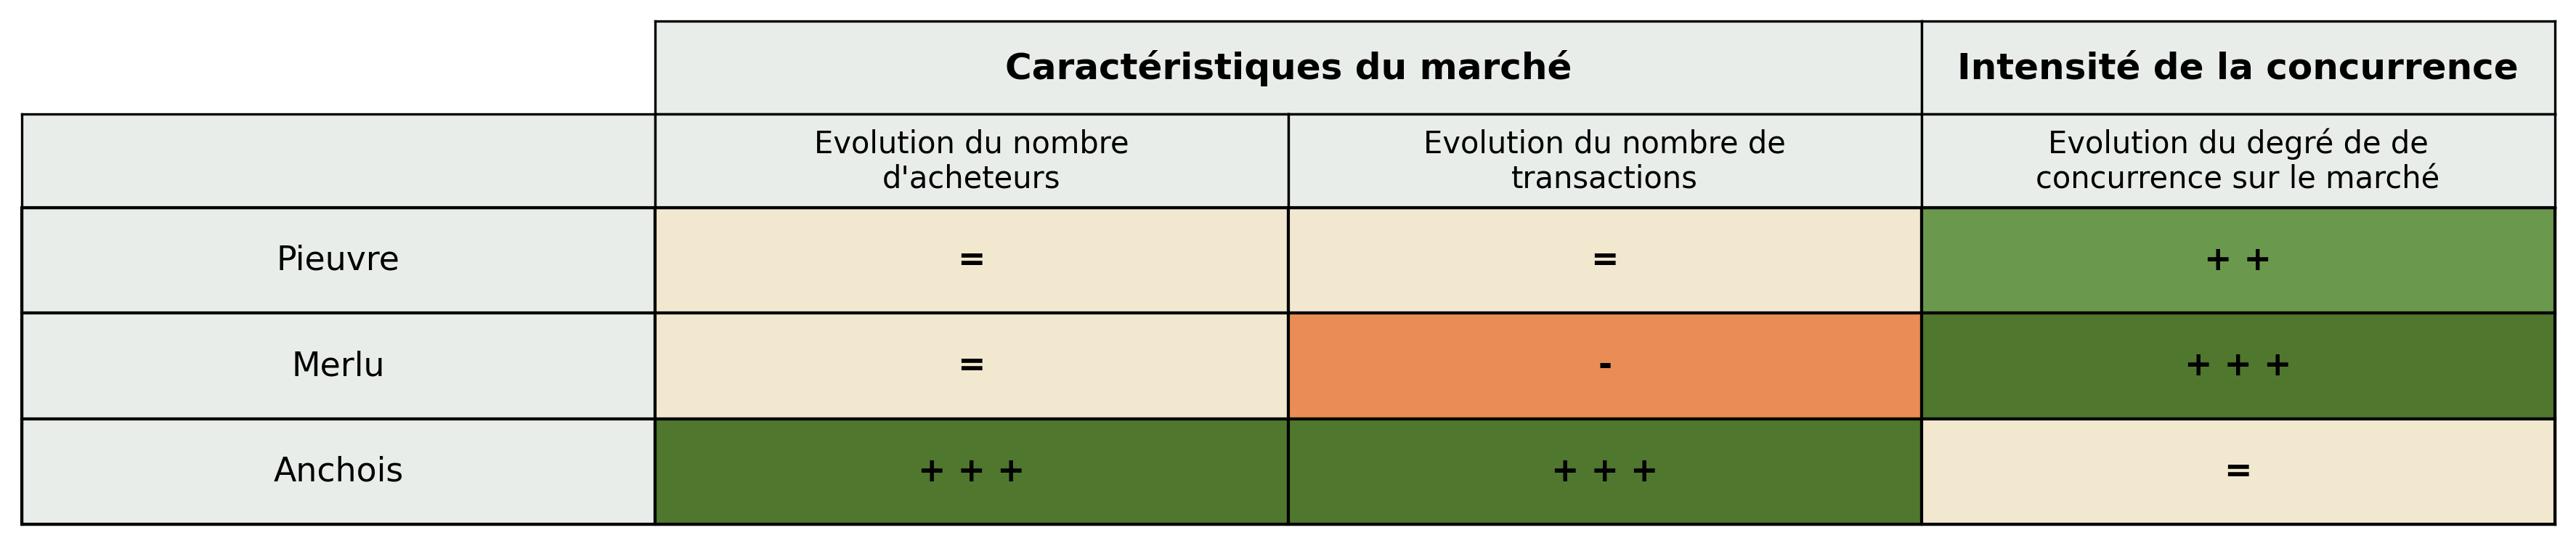 Caractéristiques du marché
Intensité de la concurrence
Evolution du nombre
d'acheteurs
Evolution du nombre de
transactions
Evolution du degré de de
concurrence sur le marché
Pieuvre
=
=
+ +
Merlu
=
-
+ + +
Anchois
+ + +
+ + +
=